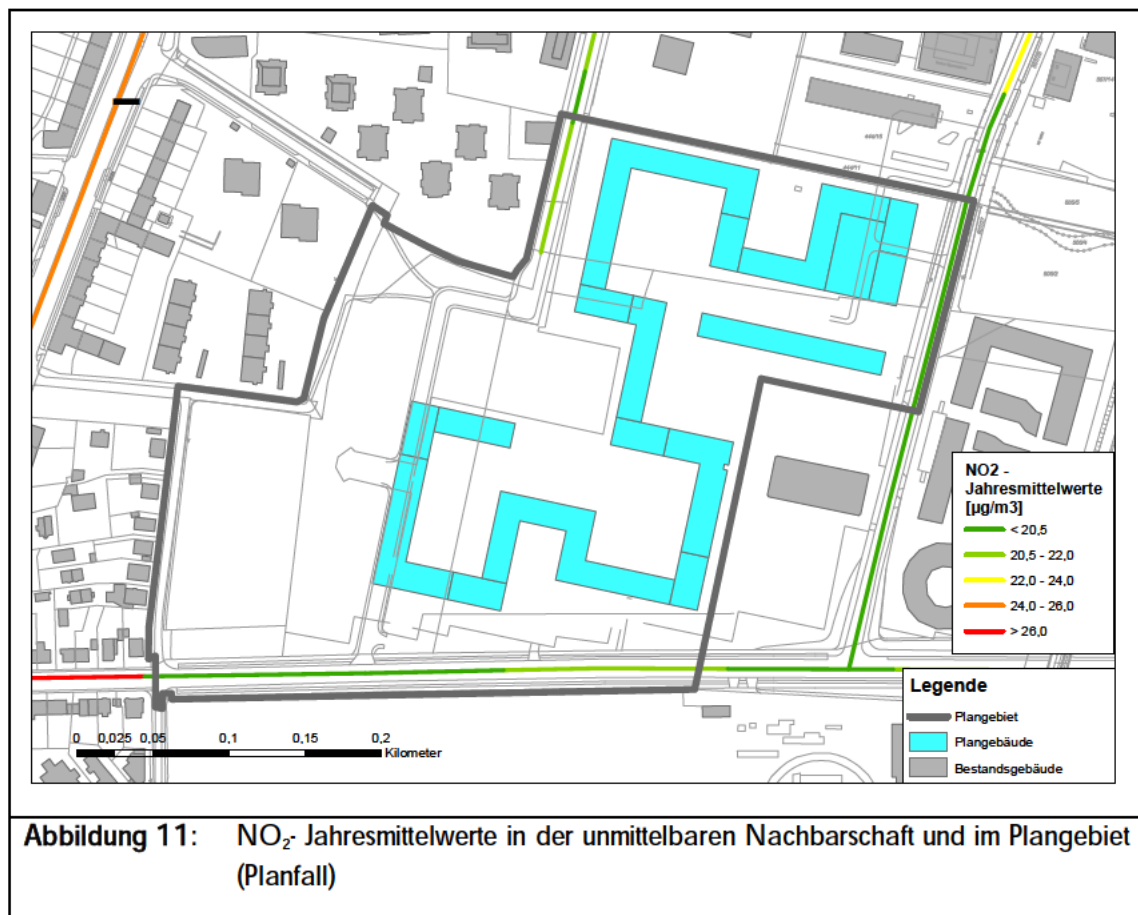 NO2 -
Jahresmittelwerte
[µg/m3]
< 20,5
20,5 - 22,0
22,0 - 24,0
24,0 - 26,0
> 26,0
Legende
Plangebiet
Plangebäude
Bestandsgebäude
0 0,025 0,05 0,1 0,15 0,2
Kilometer
Abbildung 11: NO₂- Jahresmittelwerte in der unmittelbaren Nachbarschaft und im Plangebiet
(Planfall)